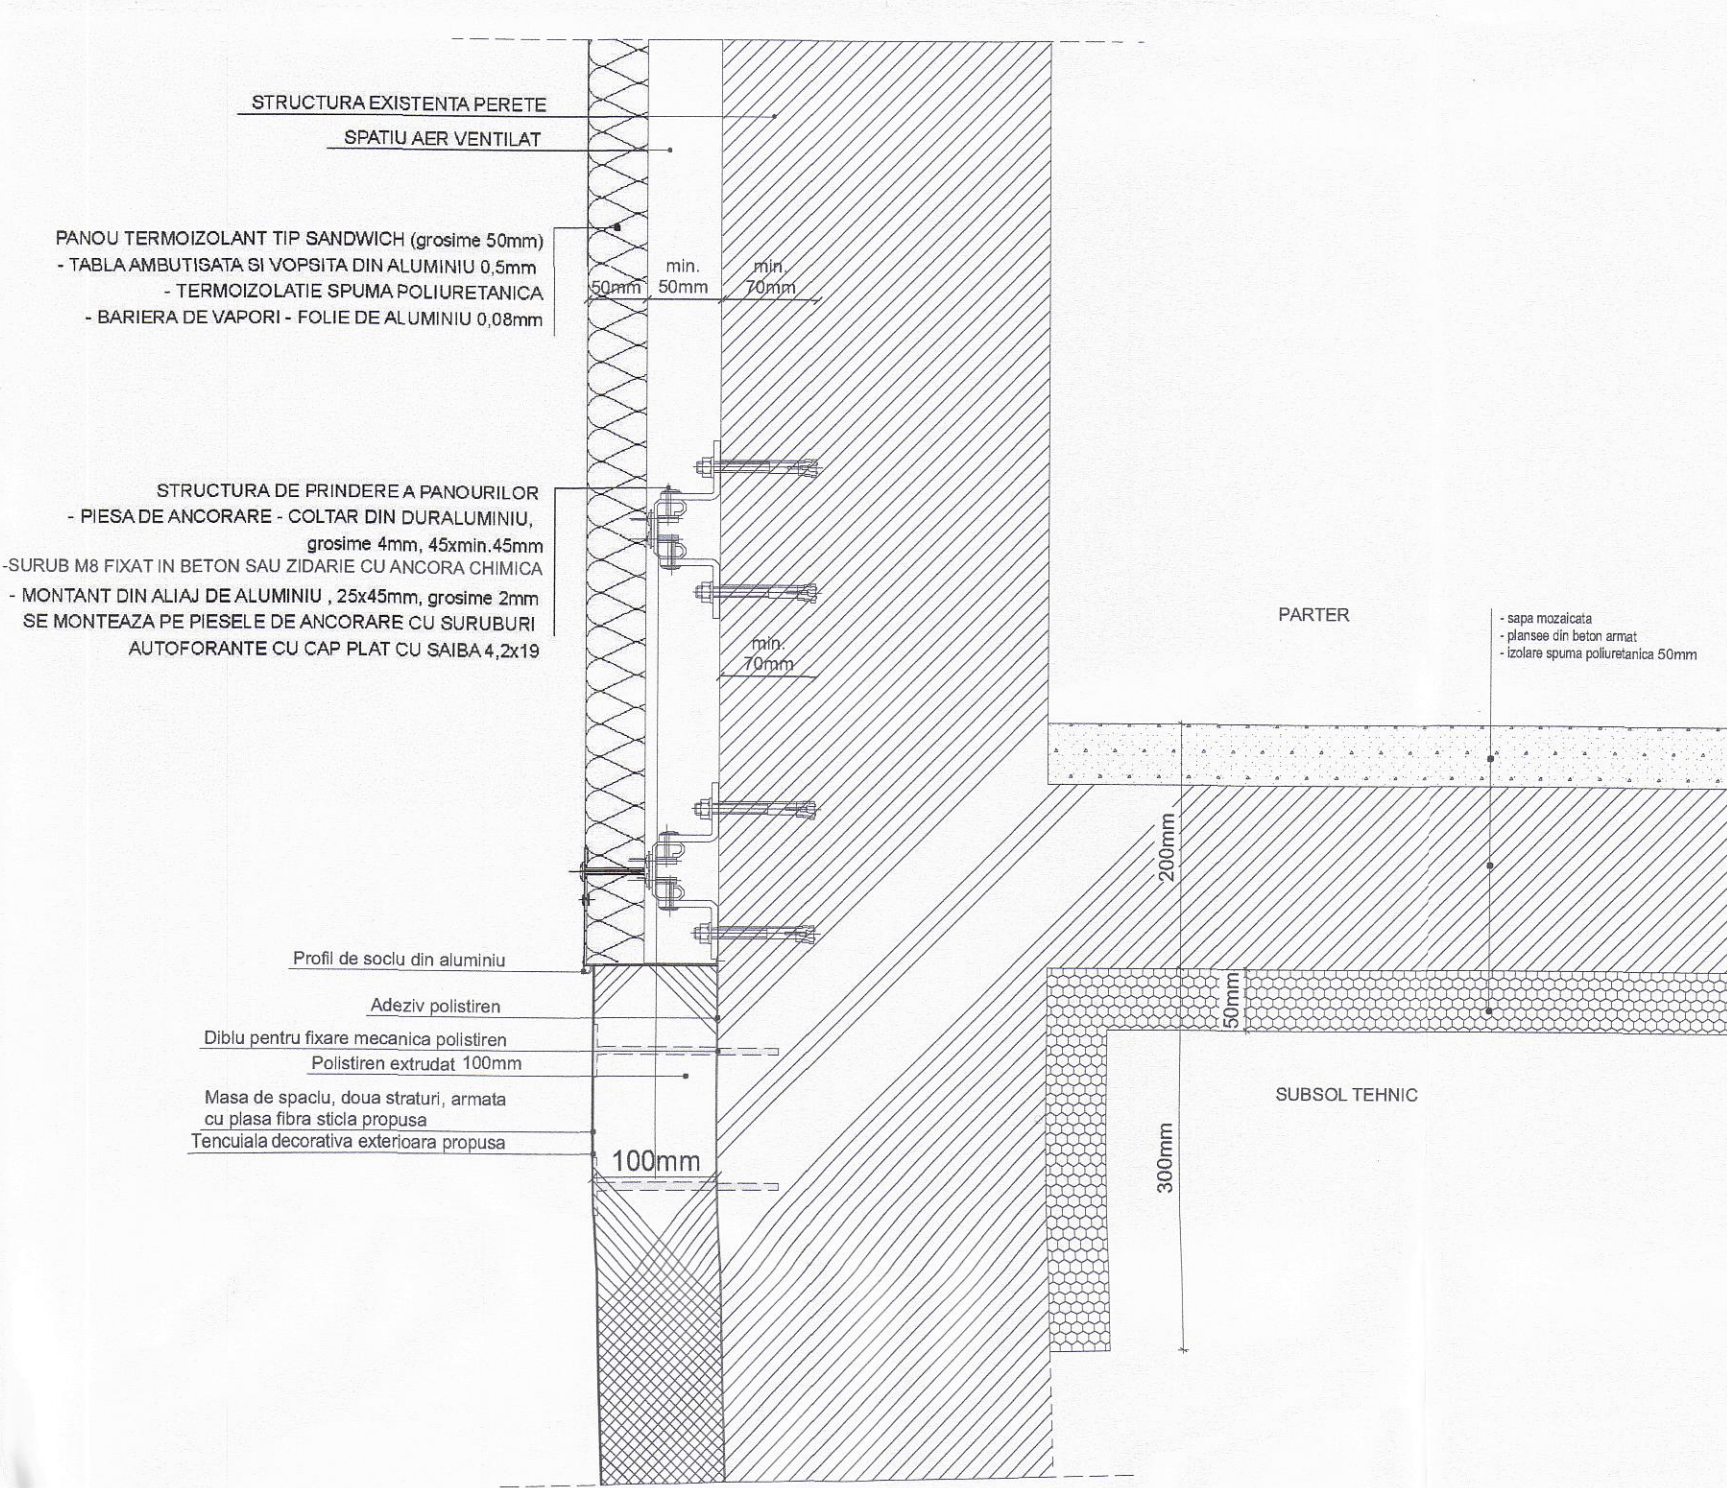 STRUCTURA EXISTENTA PERETE
SPATIU AER VENTILAT
PANOU TERMOIZOLANT TIP SANDWICH (grosime 50mm)
- TABLA AMBUTISATA SI VOPSITA DIN ALUMINIU 0,5mm
- TERMOIZOLATIE SPUMA POLIURETANICA
- BARIERA DE VAPORI - FOLIE DE ALUMINIU 0,08mm
min. min.
50mm 50mm 70mm
STRUCTURA DE PRINDERE A PANOURILOR
- PIESA DE ANCORARE - COLTAR DIN DURALUMINIU,
grosime 4mm, 45xmin.45mm
-SURUB M8 FIXAT IN BETON SAU ZIDARIE CU ANCORA CHIMICA
- MONTANT DIN ALIAJ DE ALUMINIU , 25x45mm, grosime 2mm
SE MONTEAZA PE PIESELE DE ANCORARE CU SURUBURI
AUTOFORANTE CU CAP PLAT CU SAIBA 4,2x19
min.
70mm
PARTER
- sapa mozaicata
- plansee din beton armat
- izolare spuma poliuretanica 50mm
200mm
50mm
300mm
SUBSOL TEHNIC
Profil de soclu din aluminiu
Adeziv polistiren
Diblu pentru fixare mecanica polistiren
Polistiren extrudat 100mm
Masa de spaclu, doua straturi, armata
cu plasa fibra sticla propusa
Tencuiala decorativa exterioara propusa
100mm